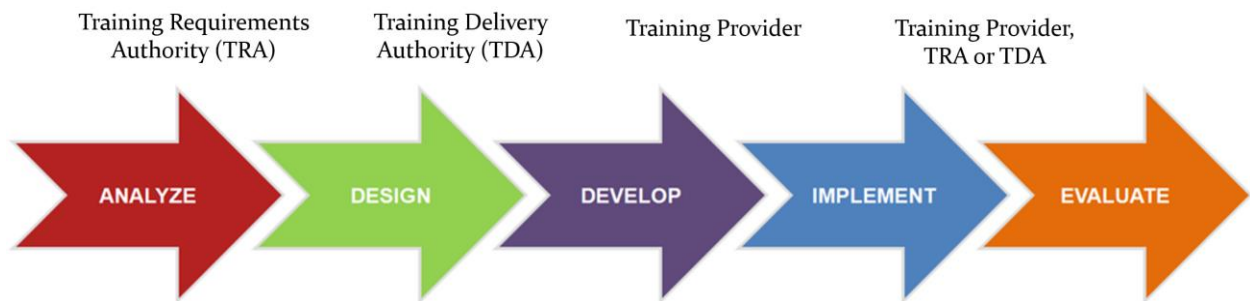 Training Requirements
Authority (TRA)
Training Delivery
Authority (TDA)
Training Provider
Training Provider,
TRA or TDA
ANALYZE
DESIGN
DEVELOP
IMPLEMENT
EVALUATE